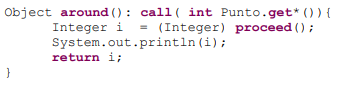 Object around(): call( int Punto.get*()){
Integer i  = (Integer) proceed();
System.out.println(i);
return i;
}